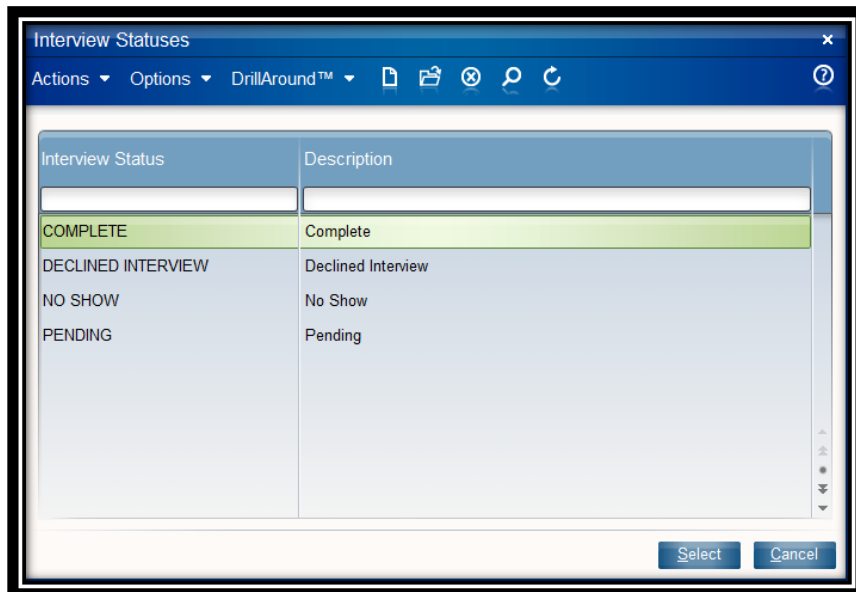 Interview Statuses
Actions Options DrillAround™
Interview Status Description
COMPLETE Complete
DECLINED INTERVIEW Declined Interview
NO SHOW No Show
PENDING Pending
Select Cancel